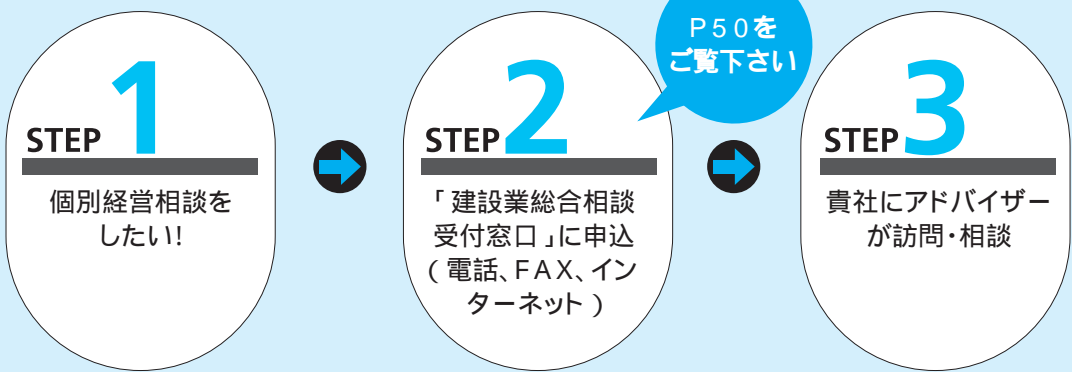 STEP 1
個別経営相談を
したい!
P50を
ご覧下さい
STEP 2
「建設業総合相談
受付窓口」に申込
(電話、FAX、イン
ターネット)
STEP 3
貴社にアドバイザー
が訪問・相談